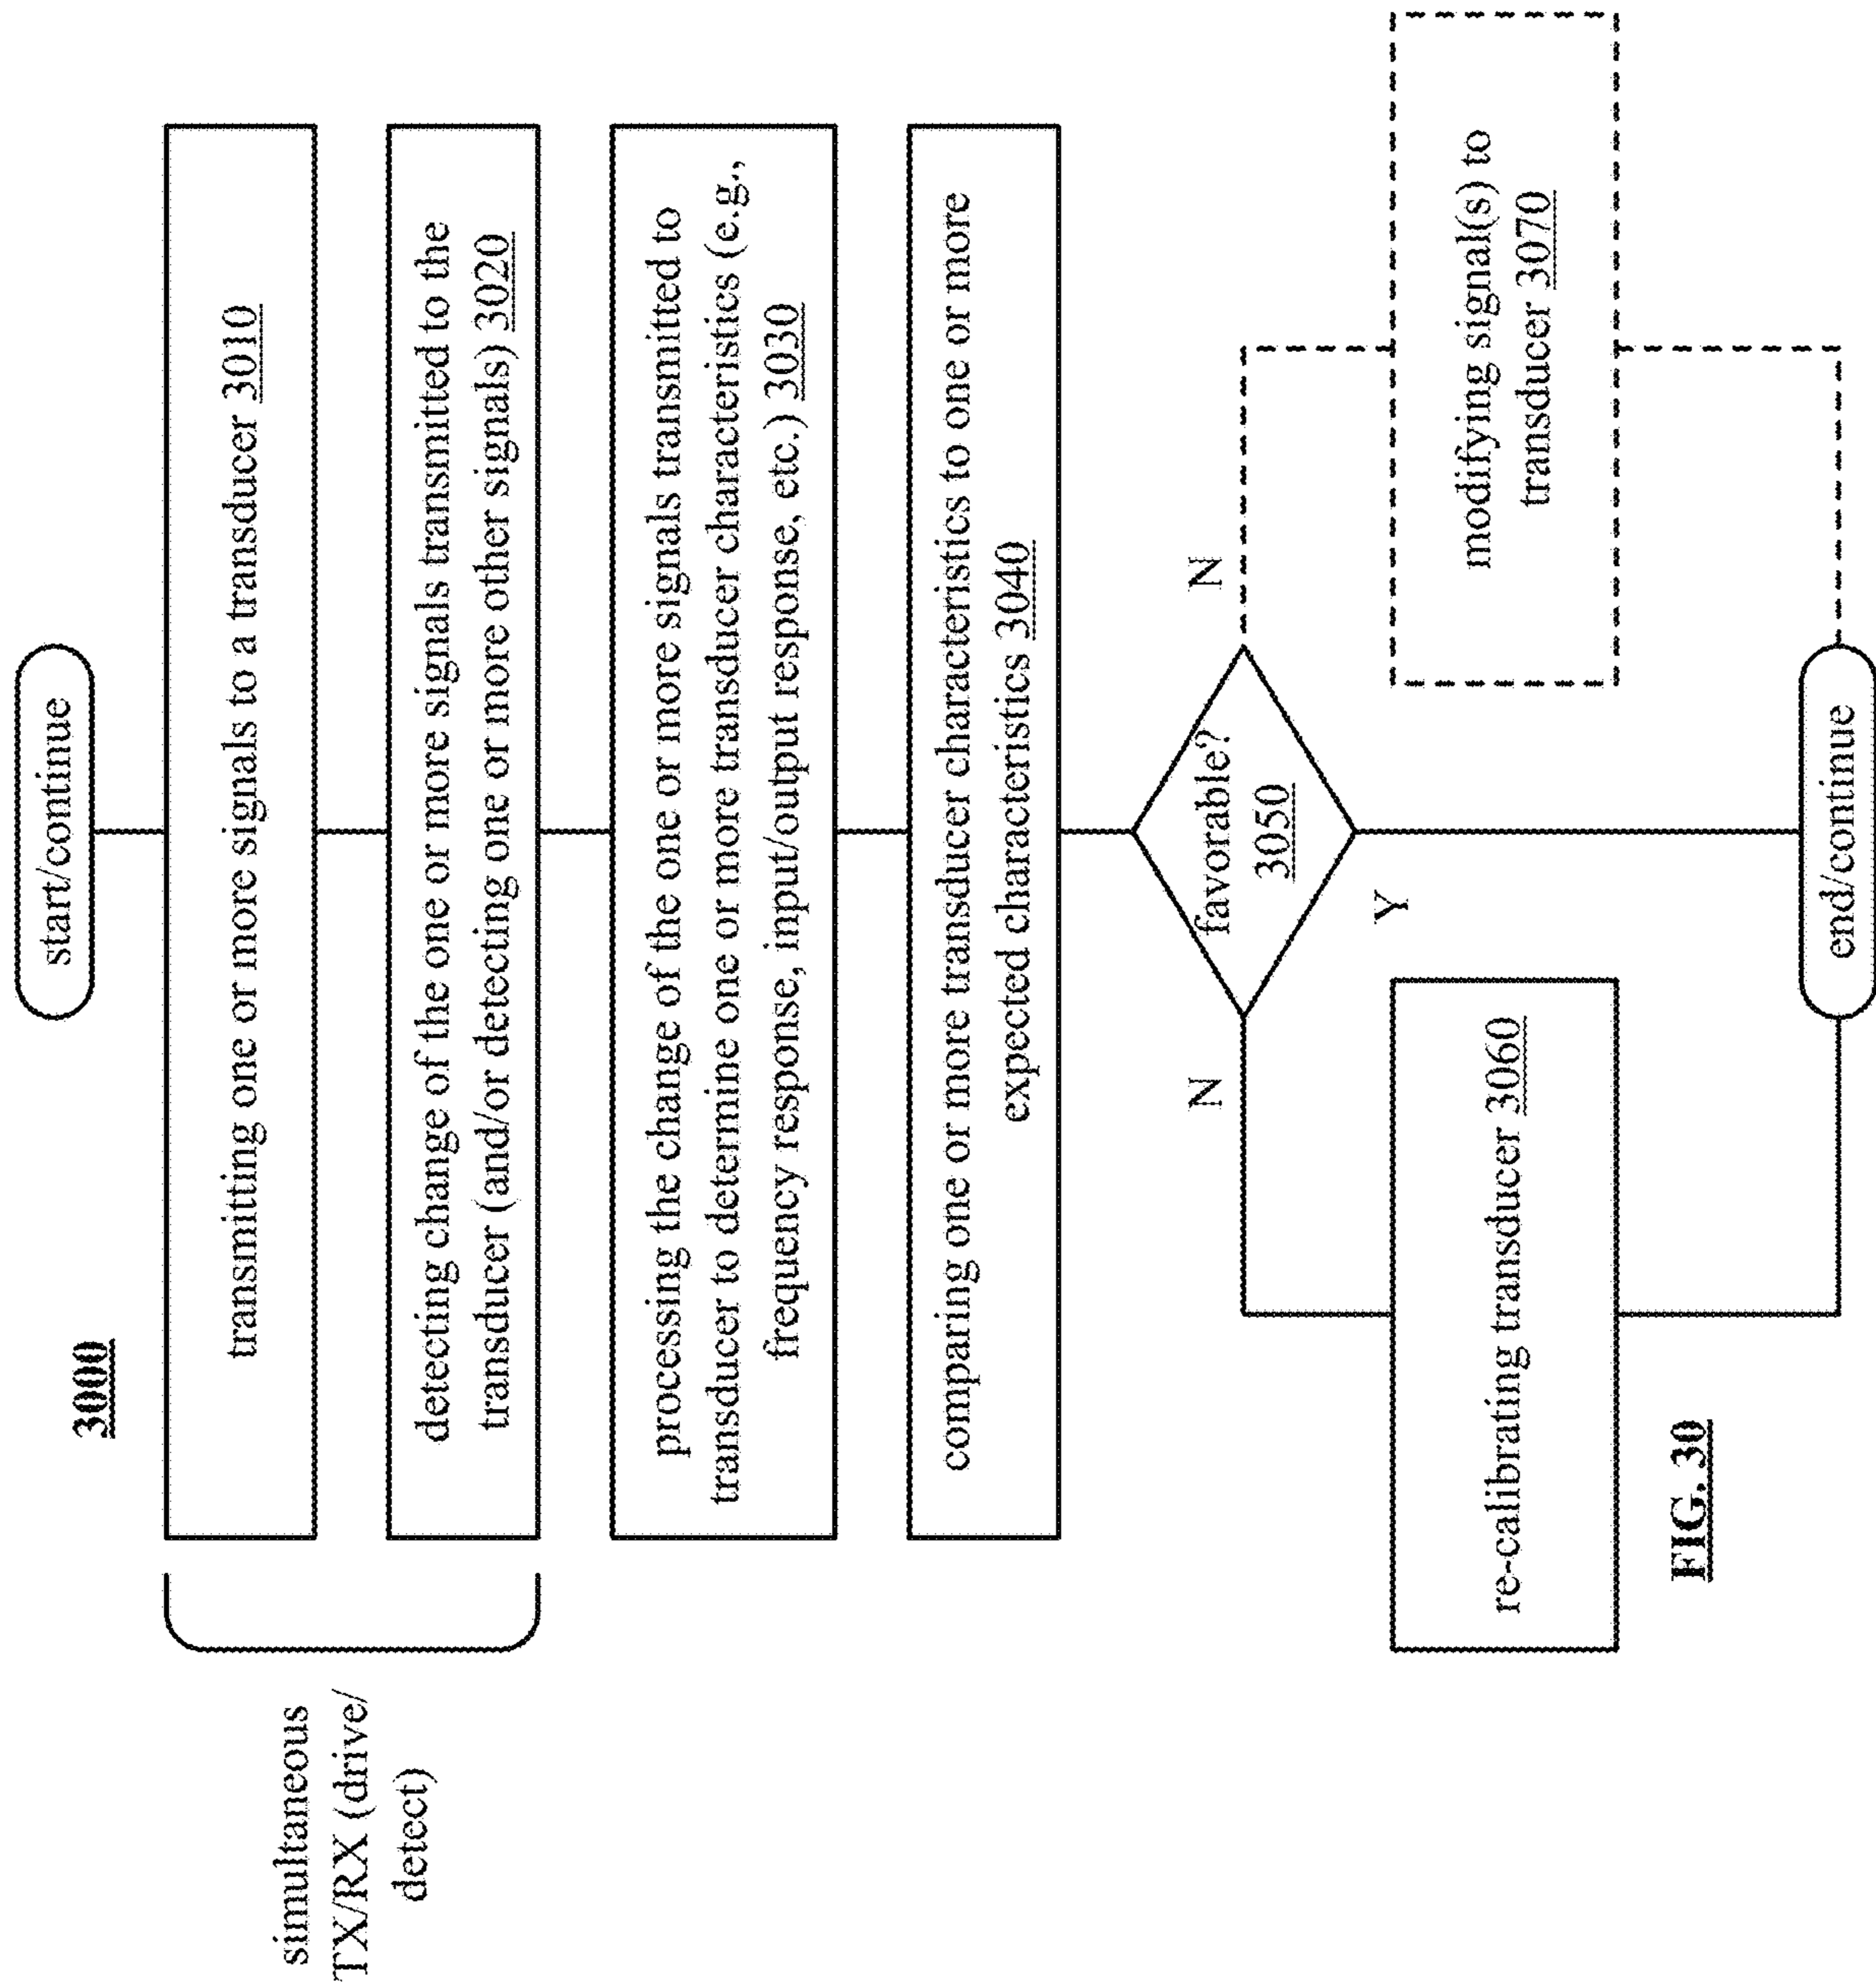 3000
start/continue
simultaneous
TX/RX (drive/
detect)
transmitting one or more signals to a transducer 3010
detecting change of the one or more signals transmitted to the
transducer (and/or detecting one or more other signals) 3020
processing the change of the one or more signals transmitted to
transducer to determine one or more transducer characteristics (e.g.,
frequency response, input/output response, etc.) 3030
comparing one or more transducer characteristics to one or more
expected characteristics 3040
favorable?
3050
N
N
Y
re-calibrating transducer 3060
modifying signal(s) to
transducer 3070
end/continue
FIG. 30